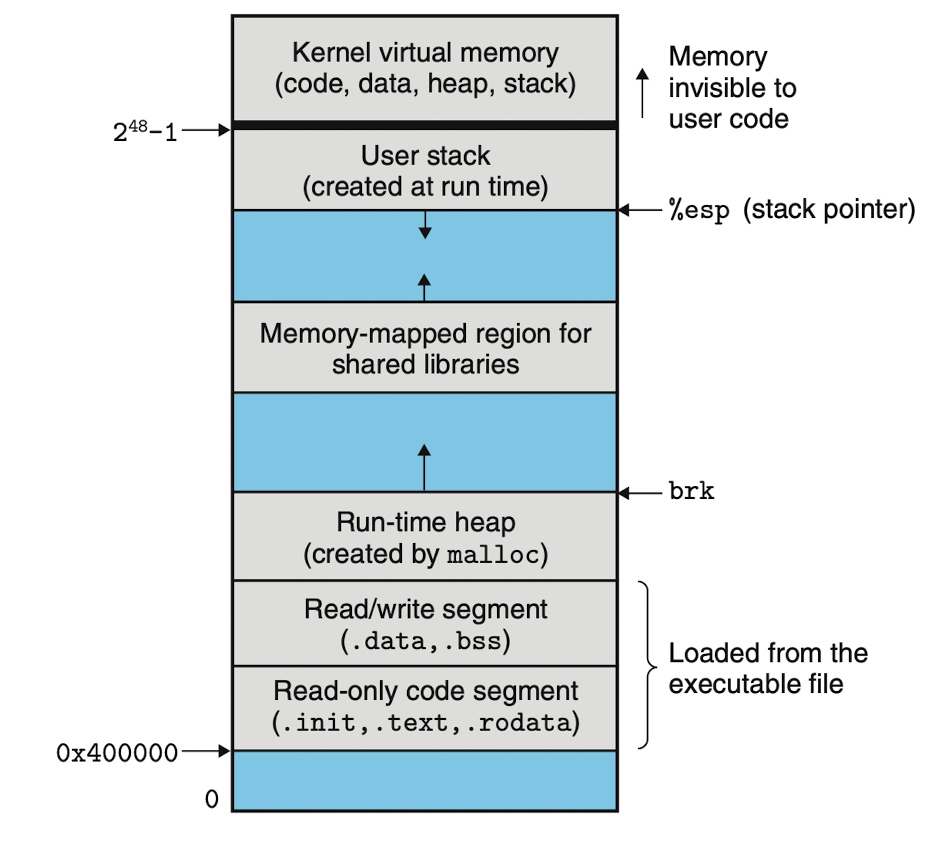 Kernel virtual memory
(code, data, heap, stack)
Memory
invisible to
user code
2⁴⁸−1
User stack
(created at run time)
%esp (stack pointer)
Memory-mapped region for
shared libraries
brk
Run-time heap
(created by malloc)
Read/write segment
(.data,.bss)
Loaded from the
executable file
Read-only code segment
(.init,.text,.rodata)
0x400000
0